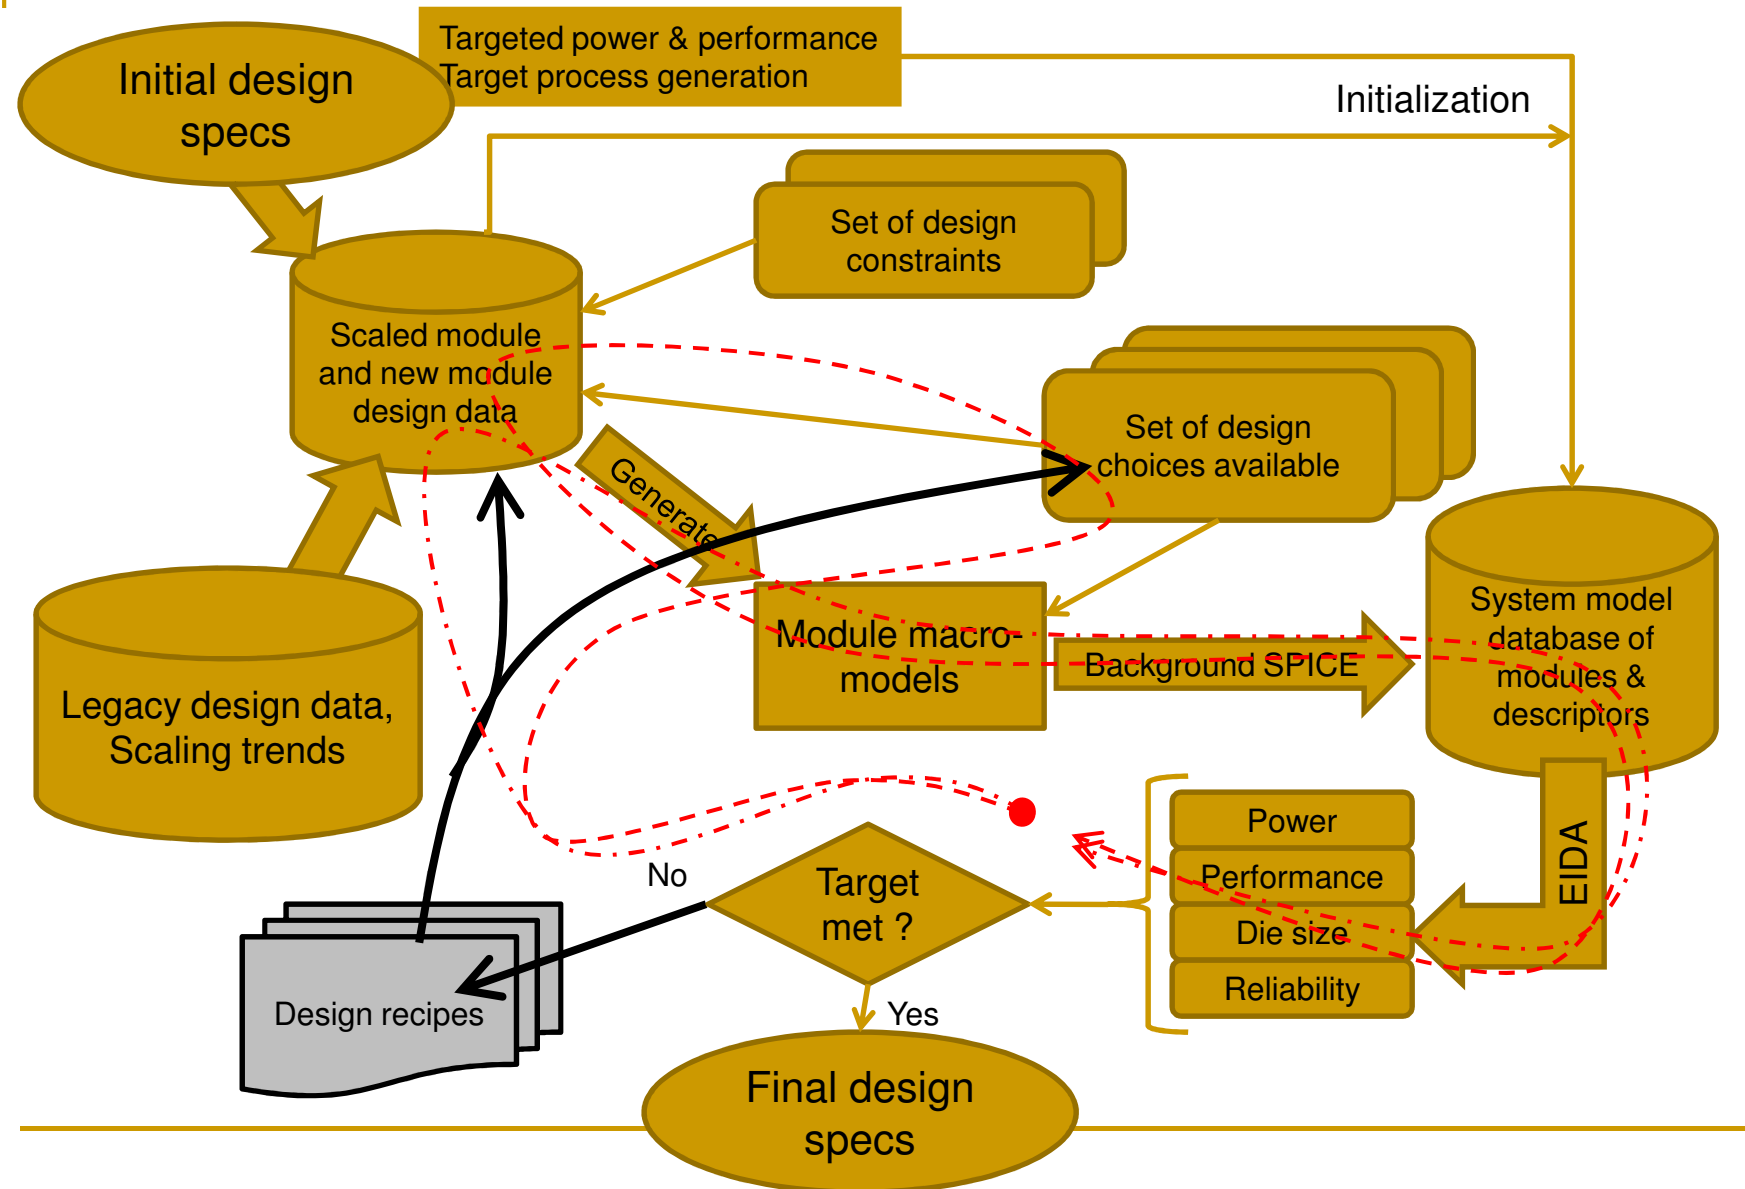 Initial design
specs
Targeted power & performance
Target process generation
Initialization
Set of design
constraints
Scaled module
and new module
design data
Set of design
choices available
Generate
Legacy design data,
Scaling trends
Module macro-
models
Background SPICE
System model
database of
modules &
descriptors
EIDA
Power
Performance
Die size
Reliability
Target
met ?
No
Yes
Design recipes
Final design
specs